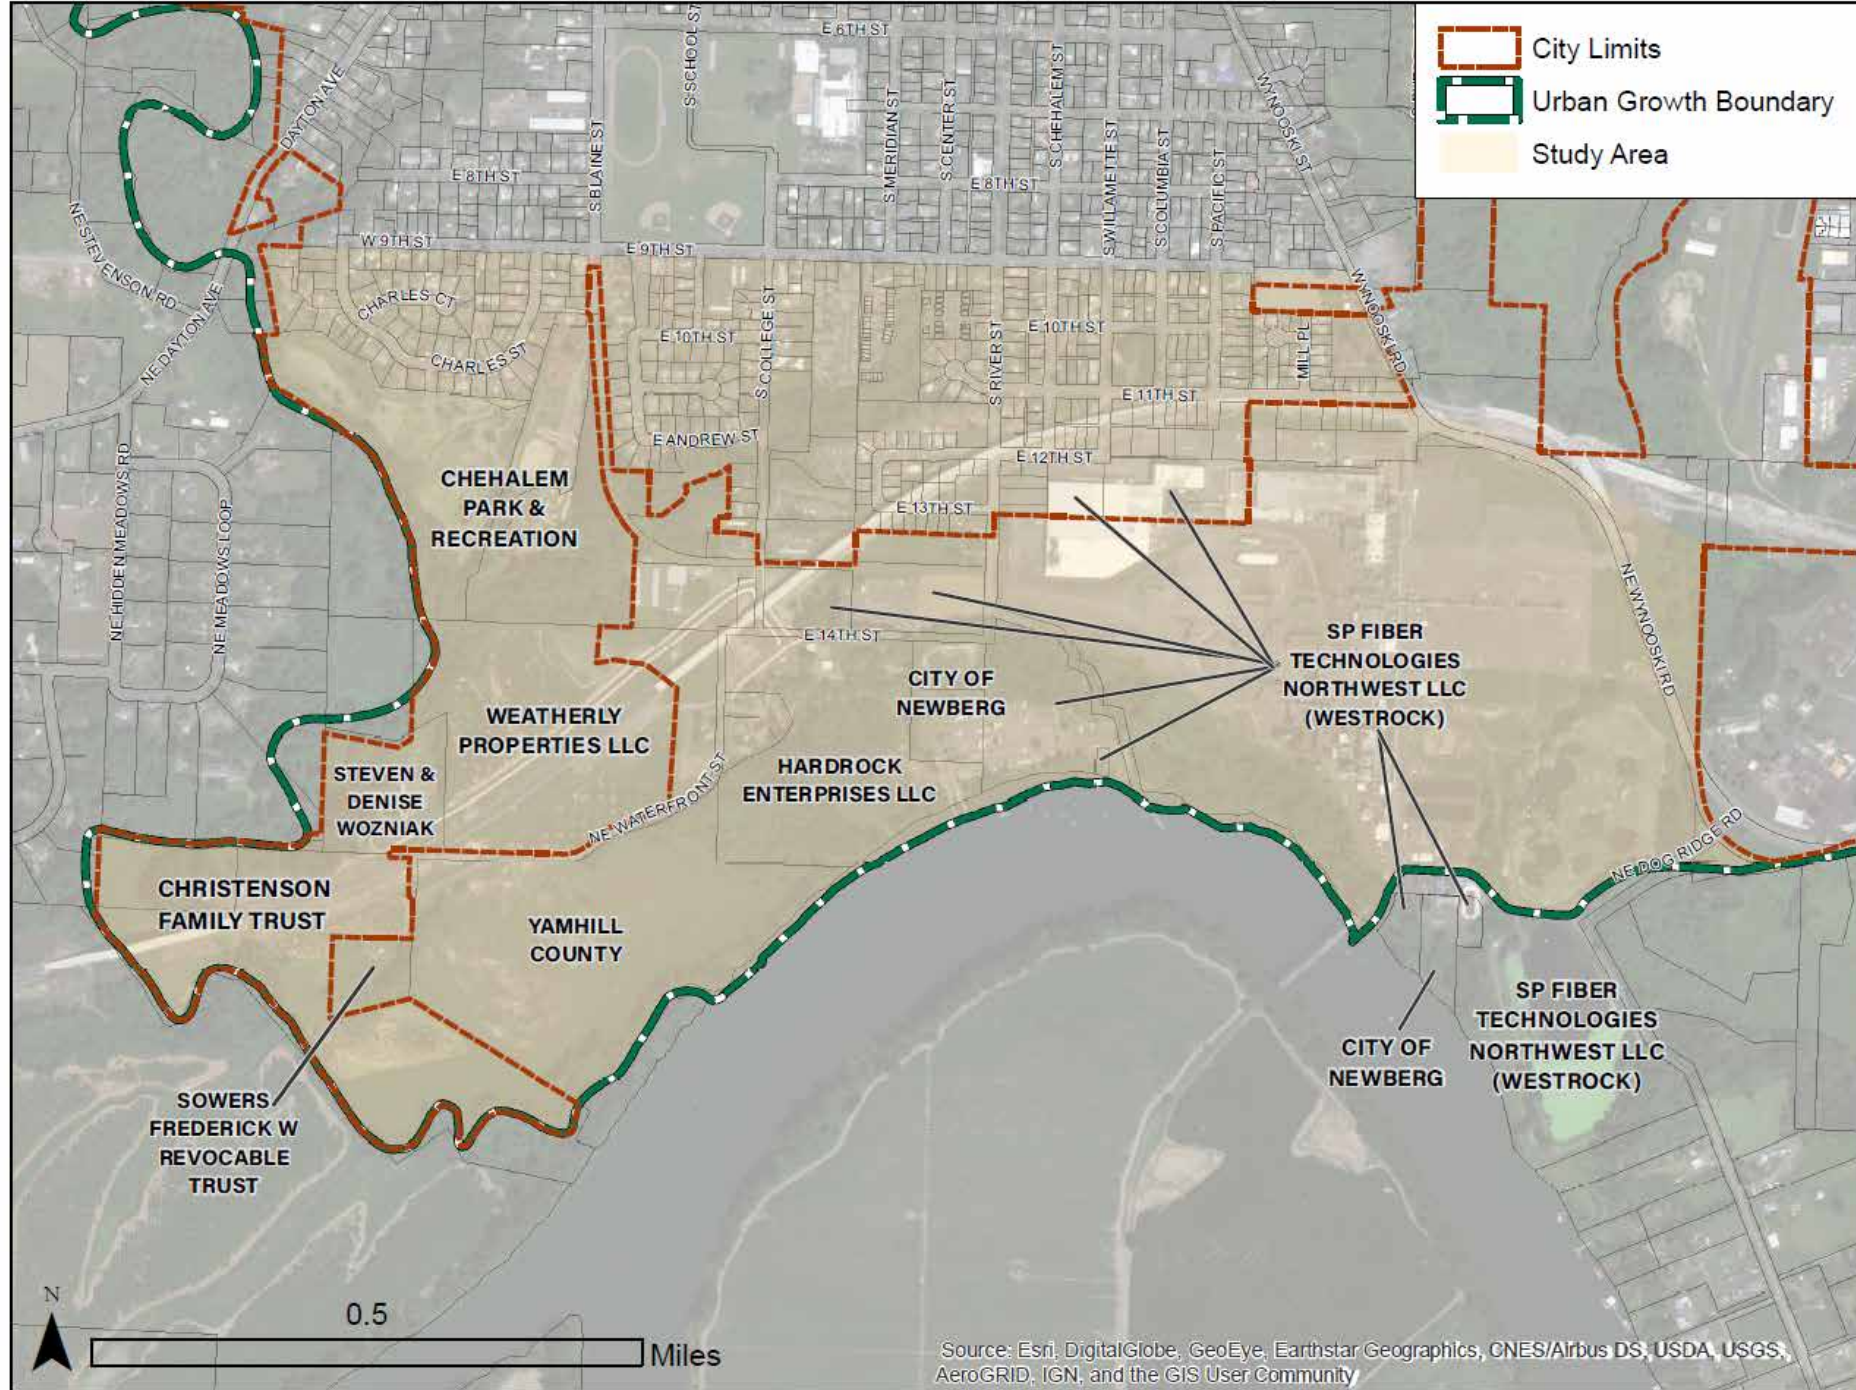 City Limits
Urban Growth Boundary
Study Area
E 6TH ST
S SCHOOL ST
DAYTON AVE
WYNOOSKI ST
S CHEHALEM ST
S CENTER ST
S MERIDIAN ST
S BLAINE ST
S WILLAMETTE ST
S COLUMBIA ST
S PACIFIC ST
E 8TH ST
E 8TH ST
NE STEVENSON RD
W 9TH ST
E 9TH ST
NE DAYTON AVE
CHARLES CT
CHARLES ST
E 10TH ST
S COLLEGE ST
S RIVER ST
E 10TH ST
MILL PL
WYNOOSKI RD
E 11TH ST
E ANDREW ST
E 12TH ST
E 13TH ST
NE HIDDEN MEADOWS RD
NE MEADOWS LOOP
CHEHALEM
PARK &
RECREATION
E 14TH ST
NE WYNOOSKI RD
CITY OF
NEWBERG
SP FIBER
TECHNOLOGIES
NORTHWEST LLC
(WESTROCK)
WEATHERLY
PROPERTIES LLC
STEVEN &
DENISE
WOZNIAK
HARDROCK
ENTERPRISES LLC
NE WATERFRONT ST
NE DOG RIDGE RD
CHRISTENSON
FAMILY TRUST
YAMHILL
COUNTY
SOWERS
FREDERICK W
REVOCABLE
TRUST
CITY OF
NEWBERG
SP FIBER
TECHNOLOGIES
NORTHWEST LLC
(WESTROCK)
N
0.5
Miles
Source: Esri, DigitalGlobe, GeoEye, Earthstar Geographics, CNES/Airbus DS, USDA, USGS,
AeroGRID, IGN, and the GIS User Community